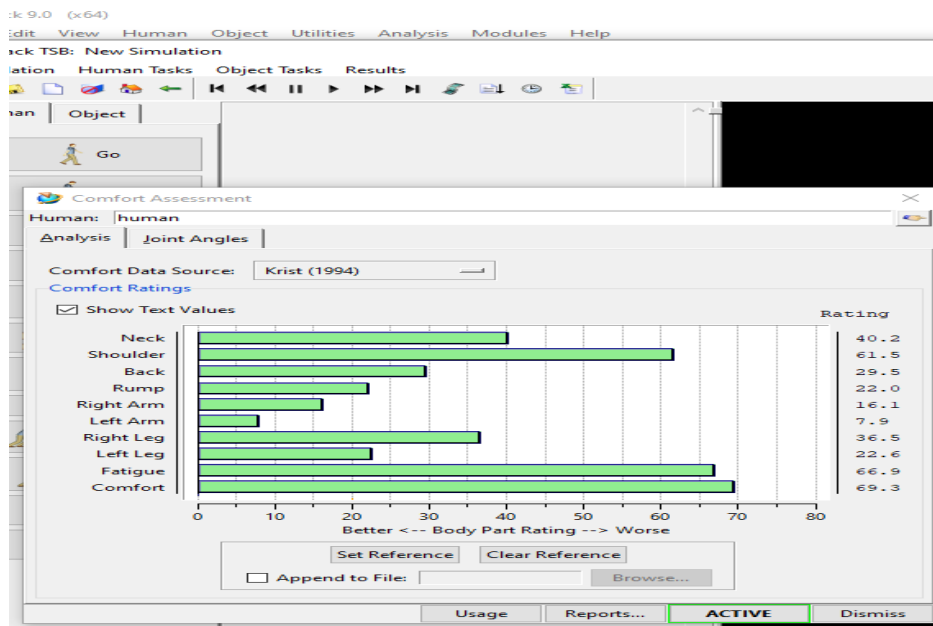 ck 9.0 (x64)
Edit View Human Object Utilities Analysis Modules Help
ack TSB: New Simulation
lation Human Tasks Object Tasks Results
an Object
Go
Comfort Assessment
Human: human
Analysis Joint Angles
Comfort Data Source: Krist (1994)
Comfort Ratings
Show Text Values
Rating
Neck 40.2
Shoulder 61.5
Back 29.5
Rump 22.0
Right Arm 16.1
Left Arm 7.9
Right Leg 36.5
Left Leg 22.6
Fatigue 66.9
Comfort 69.3
0 10 20 30 40 50 60 70 80
Better <-- Body Part Rating --> Worse
Set Reference Clear Reference
Append to File: Browse...
Usage Reports... ACTIVE Dismiss